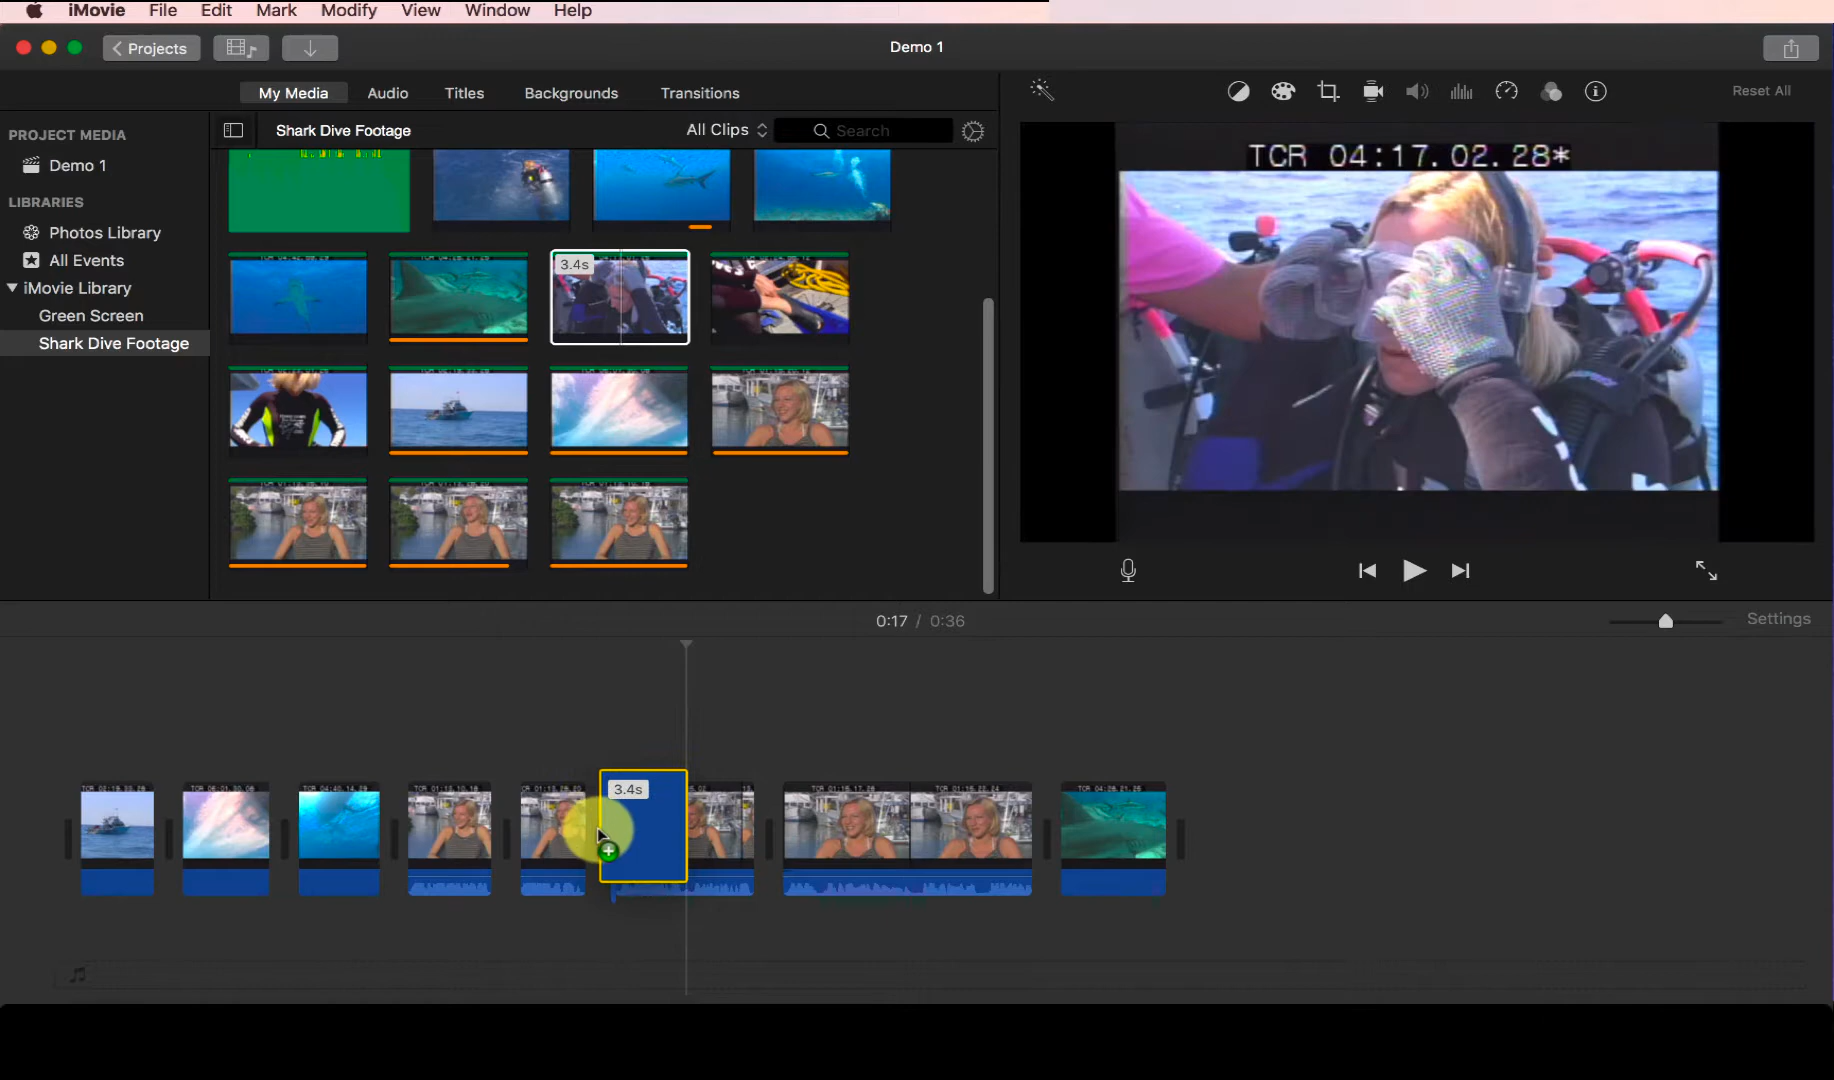 iMovie File Edit Mark Modify View Window Help
Projects
Demo 1
My Media Audio Titles Backgrounds Transitions
Reset All
PROJECT MEDIA
Demo 1
LIBRARIES
Photos Library
All Events
iMovie Library
Green Screen
Shark Dive Footage
Shark Dive Footage
All Clips
Search
3.4s
TCR 04:17.02.28*
0:17 / 0:36
Settings
3.4s